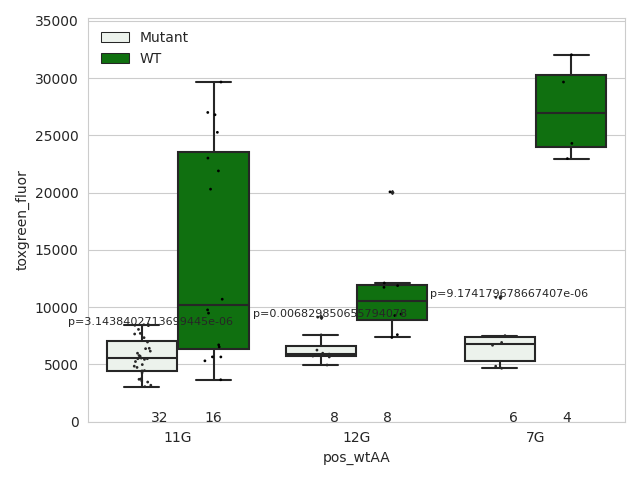 35000
Mutant
WT
30000
25000
20000
15000
10000
5000
0
toxgreen_fluor
p=3.1438402713699445e-06
p=0.006829850655794078
p=9.174179678667407e-06
32 16 8 8 6 4
11G 12G 7G
pos_wtAA